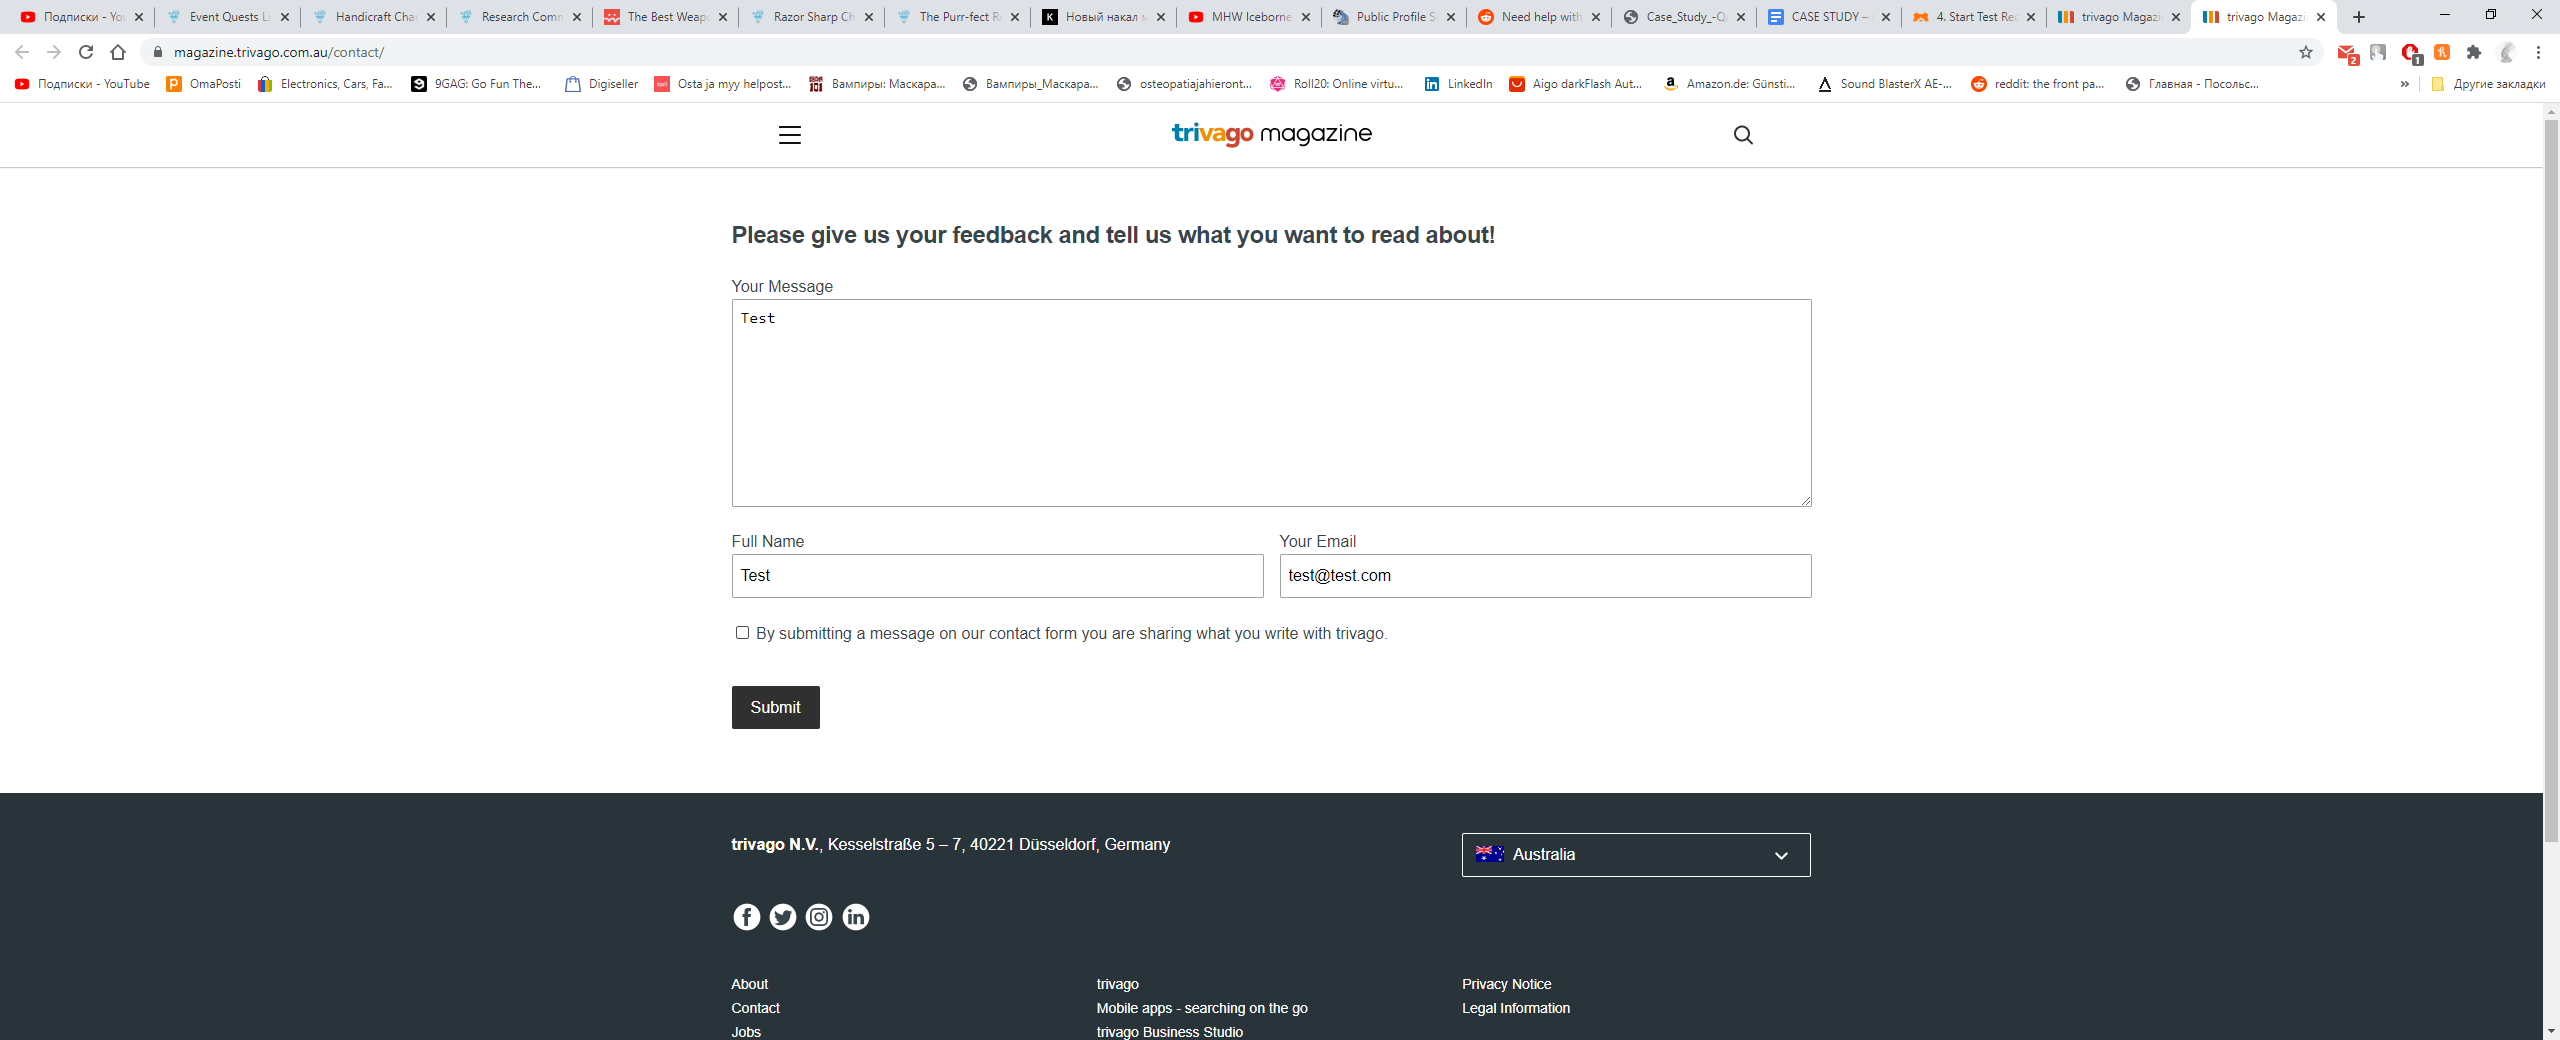 Подписки - You
Event Quests Li
Handicraft Cha
Research Comm
The Best Weapo
Razor Sharp Ch
The Purr-fect R
Новый накал м
MHW Iceborne
Public Profile S
Need help with
Case_Study_-Q
CASE STUDY –
4. Start Test Rec
trivago Magazi
trivago Magazi
magazine.trivago.com.au/contact/
2
1
Подписки - YouTube
OmaPosti
Electronics, Cars, Fa...
9GAG: Go Fun The...
Digiseller
tori
Osta ja myy helpost...
Вампиры: Маскара...
Вампиры_Маскара...
osteopatiajahieront...
Roll20: Online virtu...
LinkedIn
Aigo darkFlash Aut...
Amazon.de: Günsti...
Sound BlasterX AE-...
reddit: the front pa...
Главная - Посольс...
»
Другие закладки
trivago magazine
Please give us your feedback and tell us what you want to read about!
Your Message
Test
Full Name
Your Email
Test
test@test.com
By submitting a message on our contact form you are sharing what you write with trivago.
Submit
trivago N.V., Kesselstraße 5 – 7, 40221 Düsseldorf, Germany
Australia
About
trivago
Privacy Notice
Contact
Mobile apps - searching on the go
Legal Information
Jobs
trivago Business Studio